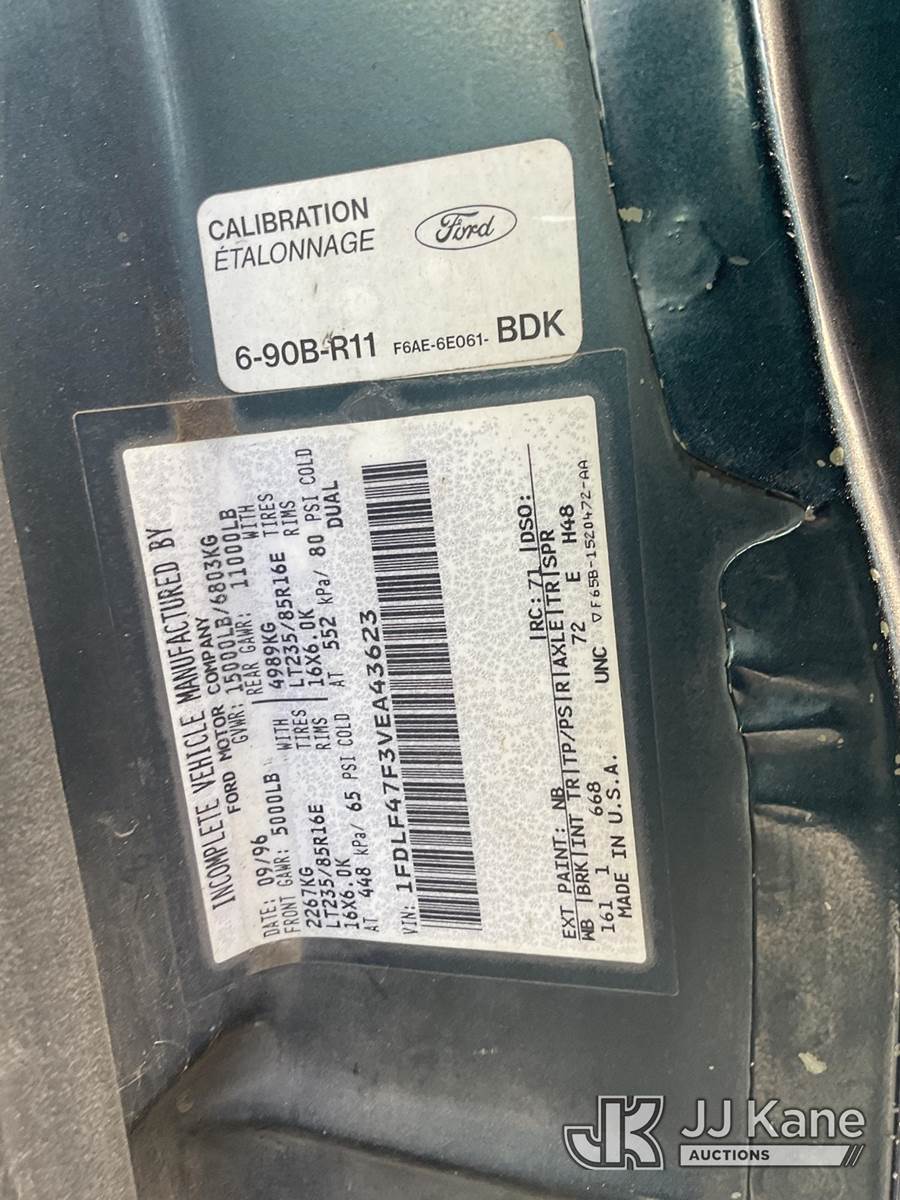 CALIBRATION
ÉTALONNAGE
Ford
6-90B-R11 F6AE-6E061- BDK
INCOMPLETE VEHICLE MANUFACTURED BY
FORD MOTOR COMPANY
GVWR: 15000LB/6803KG
DATE: 09/96
FRONT GAWR: 5000LB WITH
2267KG TIRES
LT235/85R16E RIMS
16X6.0K
AT 448 kPa/ 65 PSI COLD
REAR GAWR: 11000LB WITH
4989KG TIRES
LT235/85R16E RIMS
16X6.0K
AT 552 kPa/ 80 PSI COLD
DUAL
VIN: 1FDLF47F3VEA43623
EXT PAINT: NB RC: 71 DSO:
WB BRK INT TR TP/PS R AXLE TR SPR
161 1 668 72 E H48
MADE IN U.S.A. UNC
▽F65B-1520472-AA
JK JJ Kane
AUCTIONS